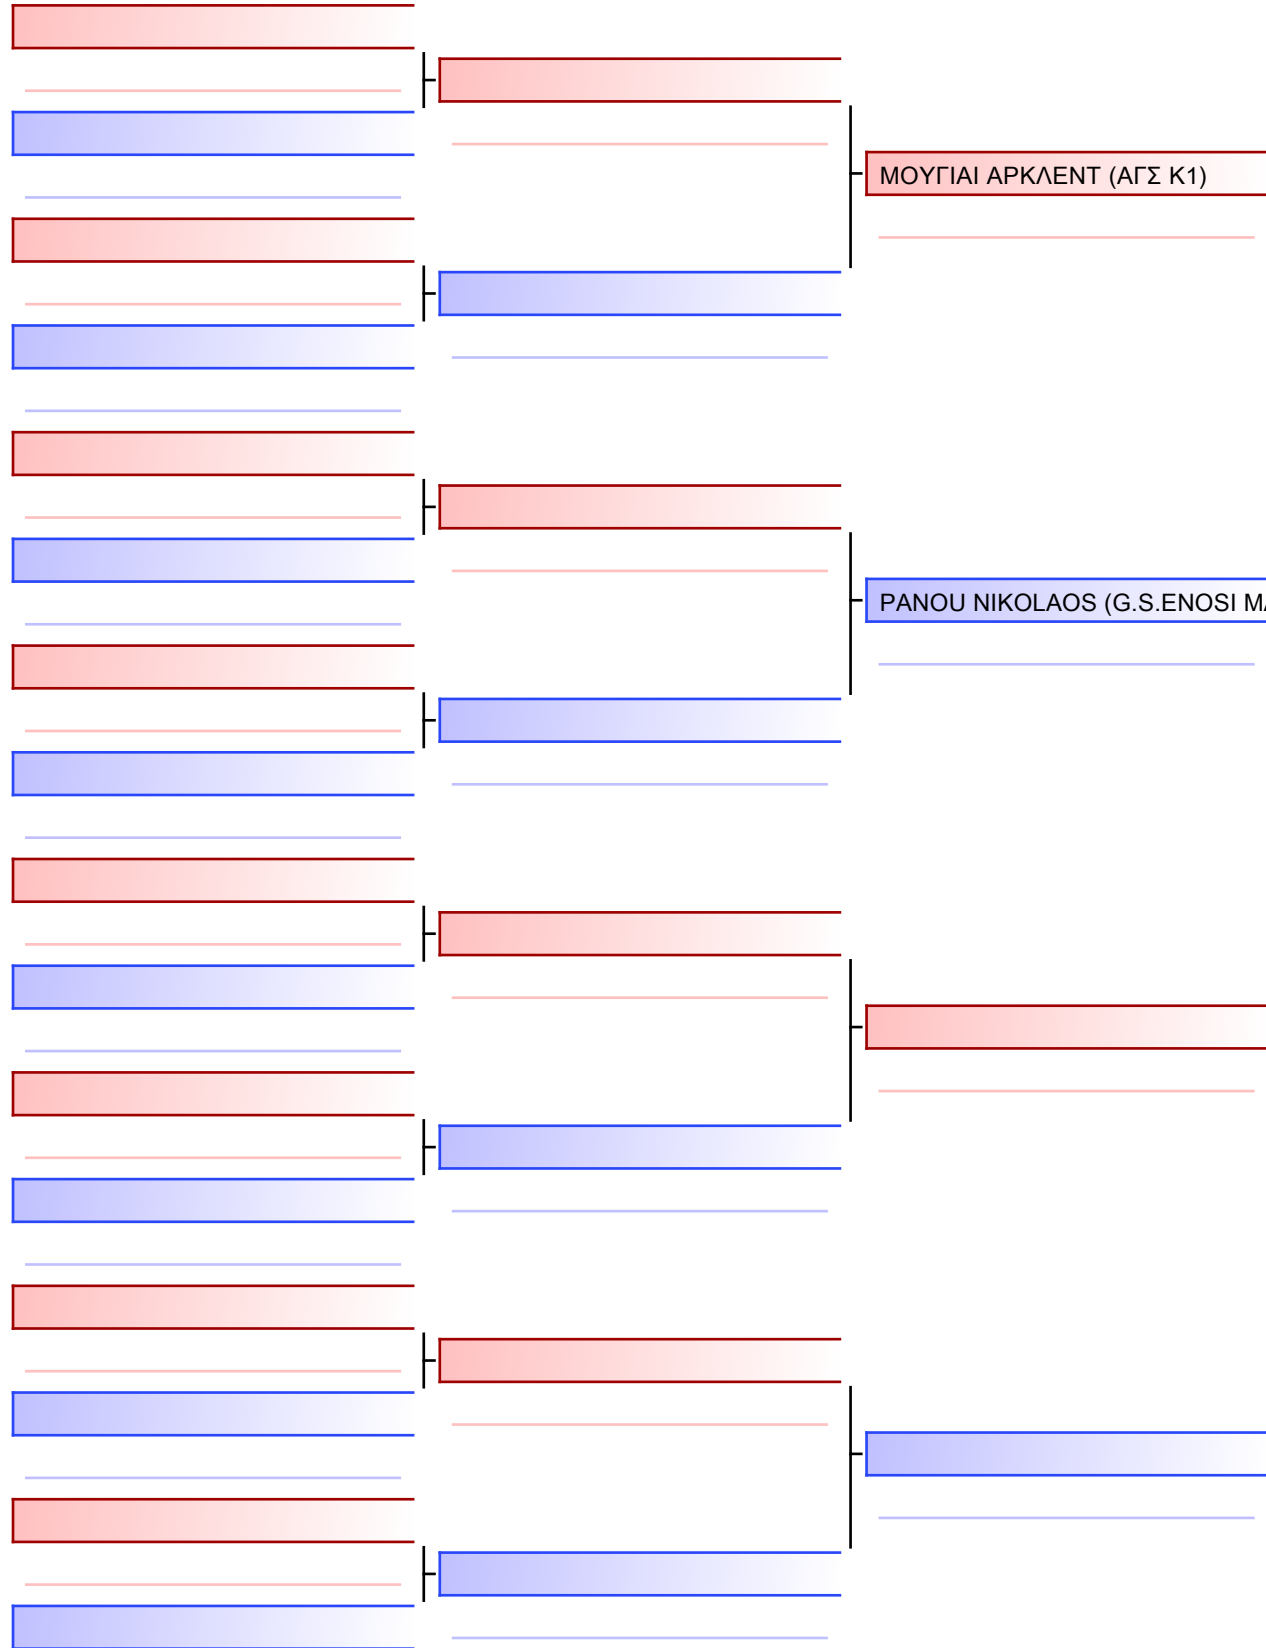 ΜΟΥΓΙΑΙ ΑΡΚΛΕΝΤ (ΑΓΣ Κ1)
PANOU NIKOLAOS (G.S.ENOSI